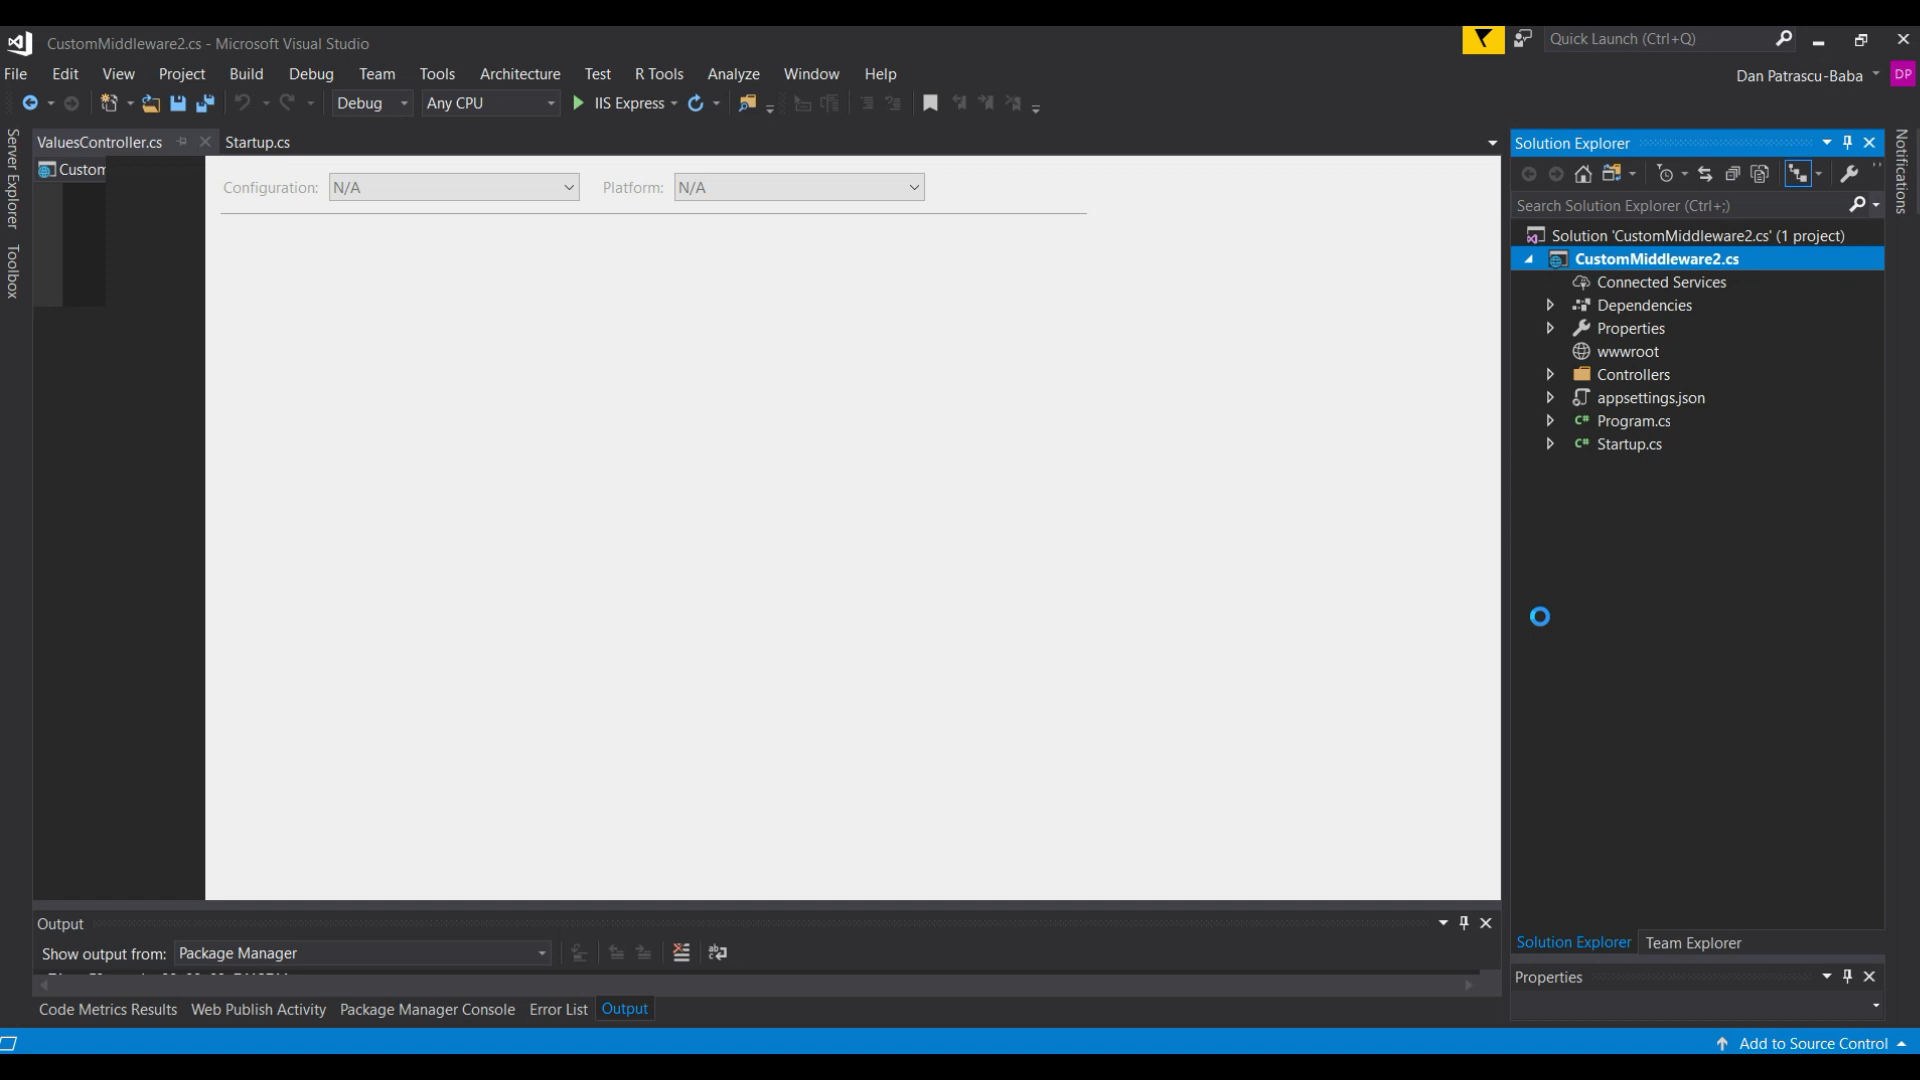 CustomMiddleware2.cs - Microsoft Visual Studio
Quick Launch (Ctrl+Q)
File Edit View Project Build Debug Team Tools Architecture Test R Tools Analyze Window Help
Dan Patrascu-Baba
DP
Debug Any CPU IIS Express
Server Explorer
Toolbox
ValuesController.cs Startup.cs
Custom
Configuration: N/A Platform: N/A
Solution Explorer
Search Solution Explorer (Ctrl+;)
Solution 'CustomMiddleware2.cs' (1 project)
CustomMiddleware2.cs
Connected Services
Dependencies
Properties
wwwroot
Controllers
appsettings.json
Program.cs
Startup.cs
Notifications
Output
Show output from: Package Manager
Solution Explorer Team Explorer
Properties
Code Metrics Results Web Publish Activity Package Manager Console Error List Output
Add to Source Control